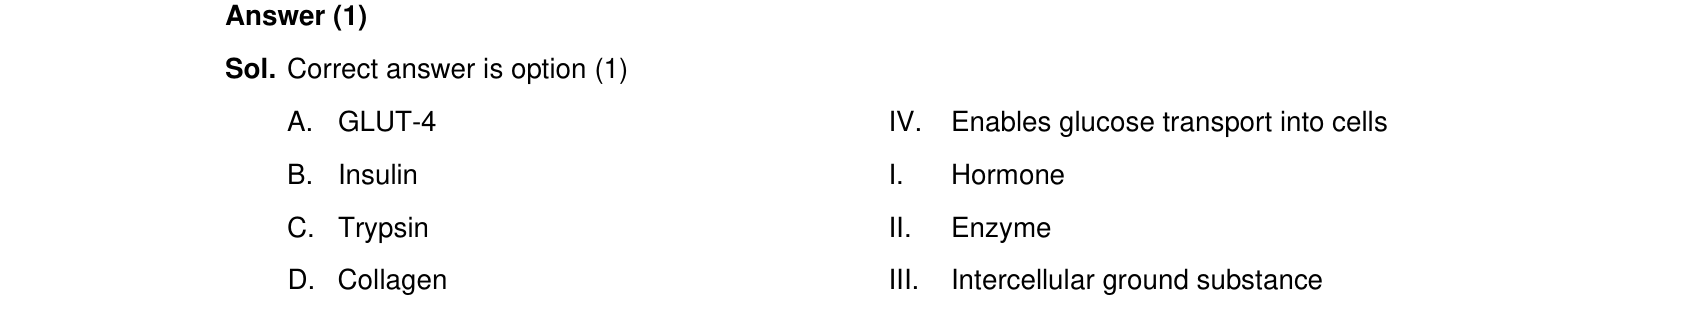 Answer (1)
Sol. Correct answer is option (1)
A. GLUT-4 IV. Enables glucose transport into cells
B. Insulin I. Hormone
C. Trypsin II. Enzyme
D. Collagen III. Intercellular ground substance